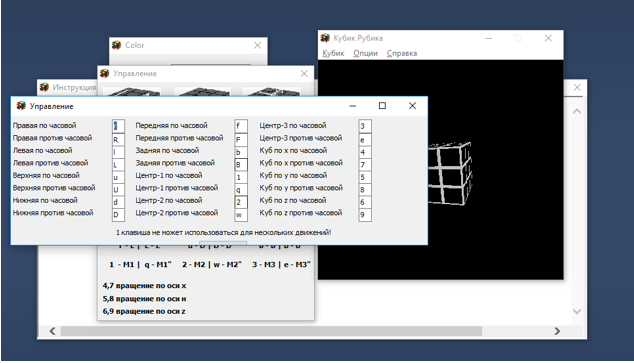 Color
Кубик Рубика
Кубик Опции Справка
Управление
Инструкция
Управление
Правая по часовой
Передняя по часовой f
Центр-3 по часовой 3
Правая против часовой R
Передняя против часовой F
Центр-3 против часовой e
Левая по часовой l
Задняя по часовой b
Куб по x по часовой 4
Левая против часовой L
Задняя против часовой B
Куб по x против часовой 7
Верхняя по часовой u
Центр-1 по часовой 1
Куб по y по часовой 5
Верхняя против часовой U
Центр-1 против часовой q
Куб по y против часовой 8
Нижняя по часовой d
Центр-2 по часовой 2
Куб по z по часовой 6
Нижняя против часовой D
Центр-2 против часовой w
Куб по z против часовой 9
1 клавиша не может использоваться для нескольких движений!
1 - M1 | q - M1" 2 - M2 | w - M2" 3 - M3 | e - M3"
4,7 вращение по оси x
5,8 вращение по оси н
6,9 вращение по оси z